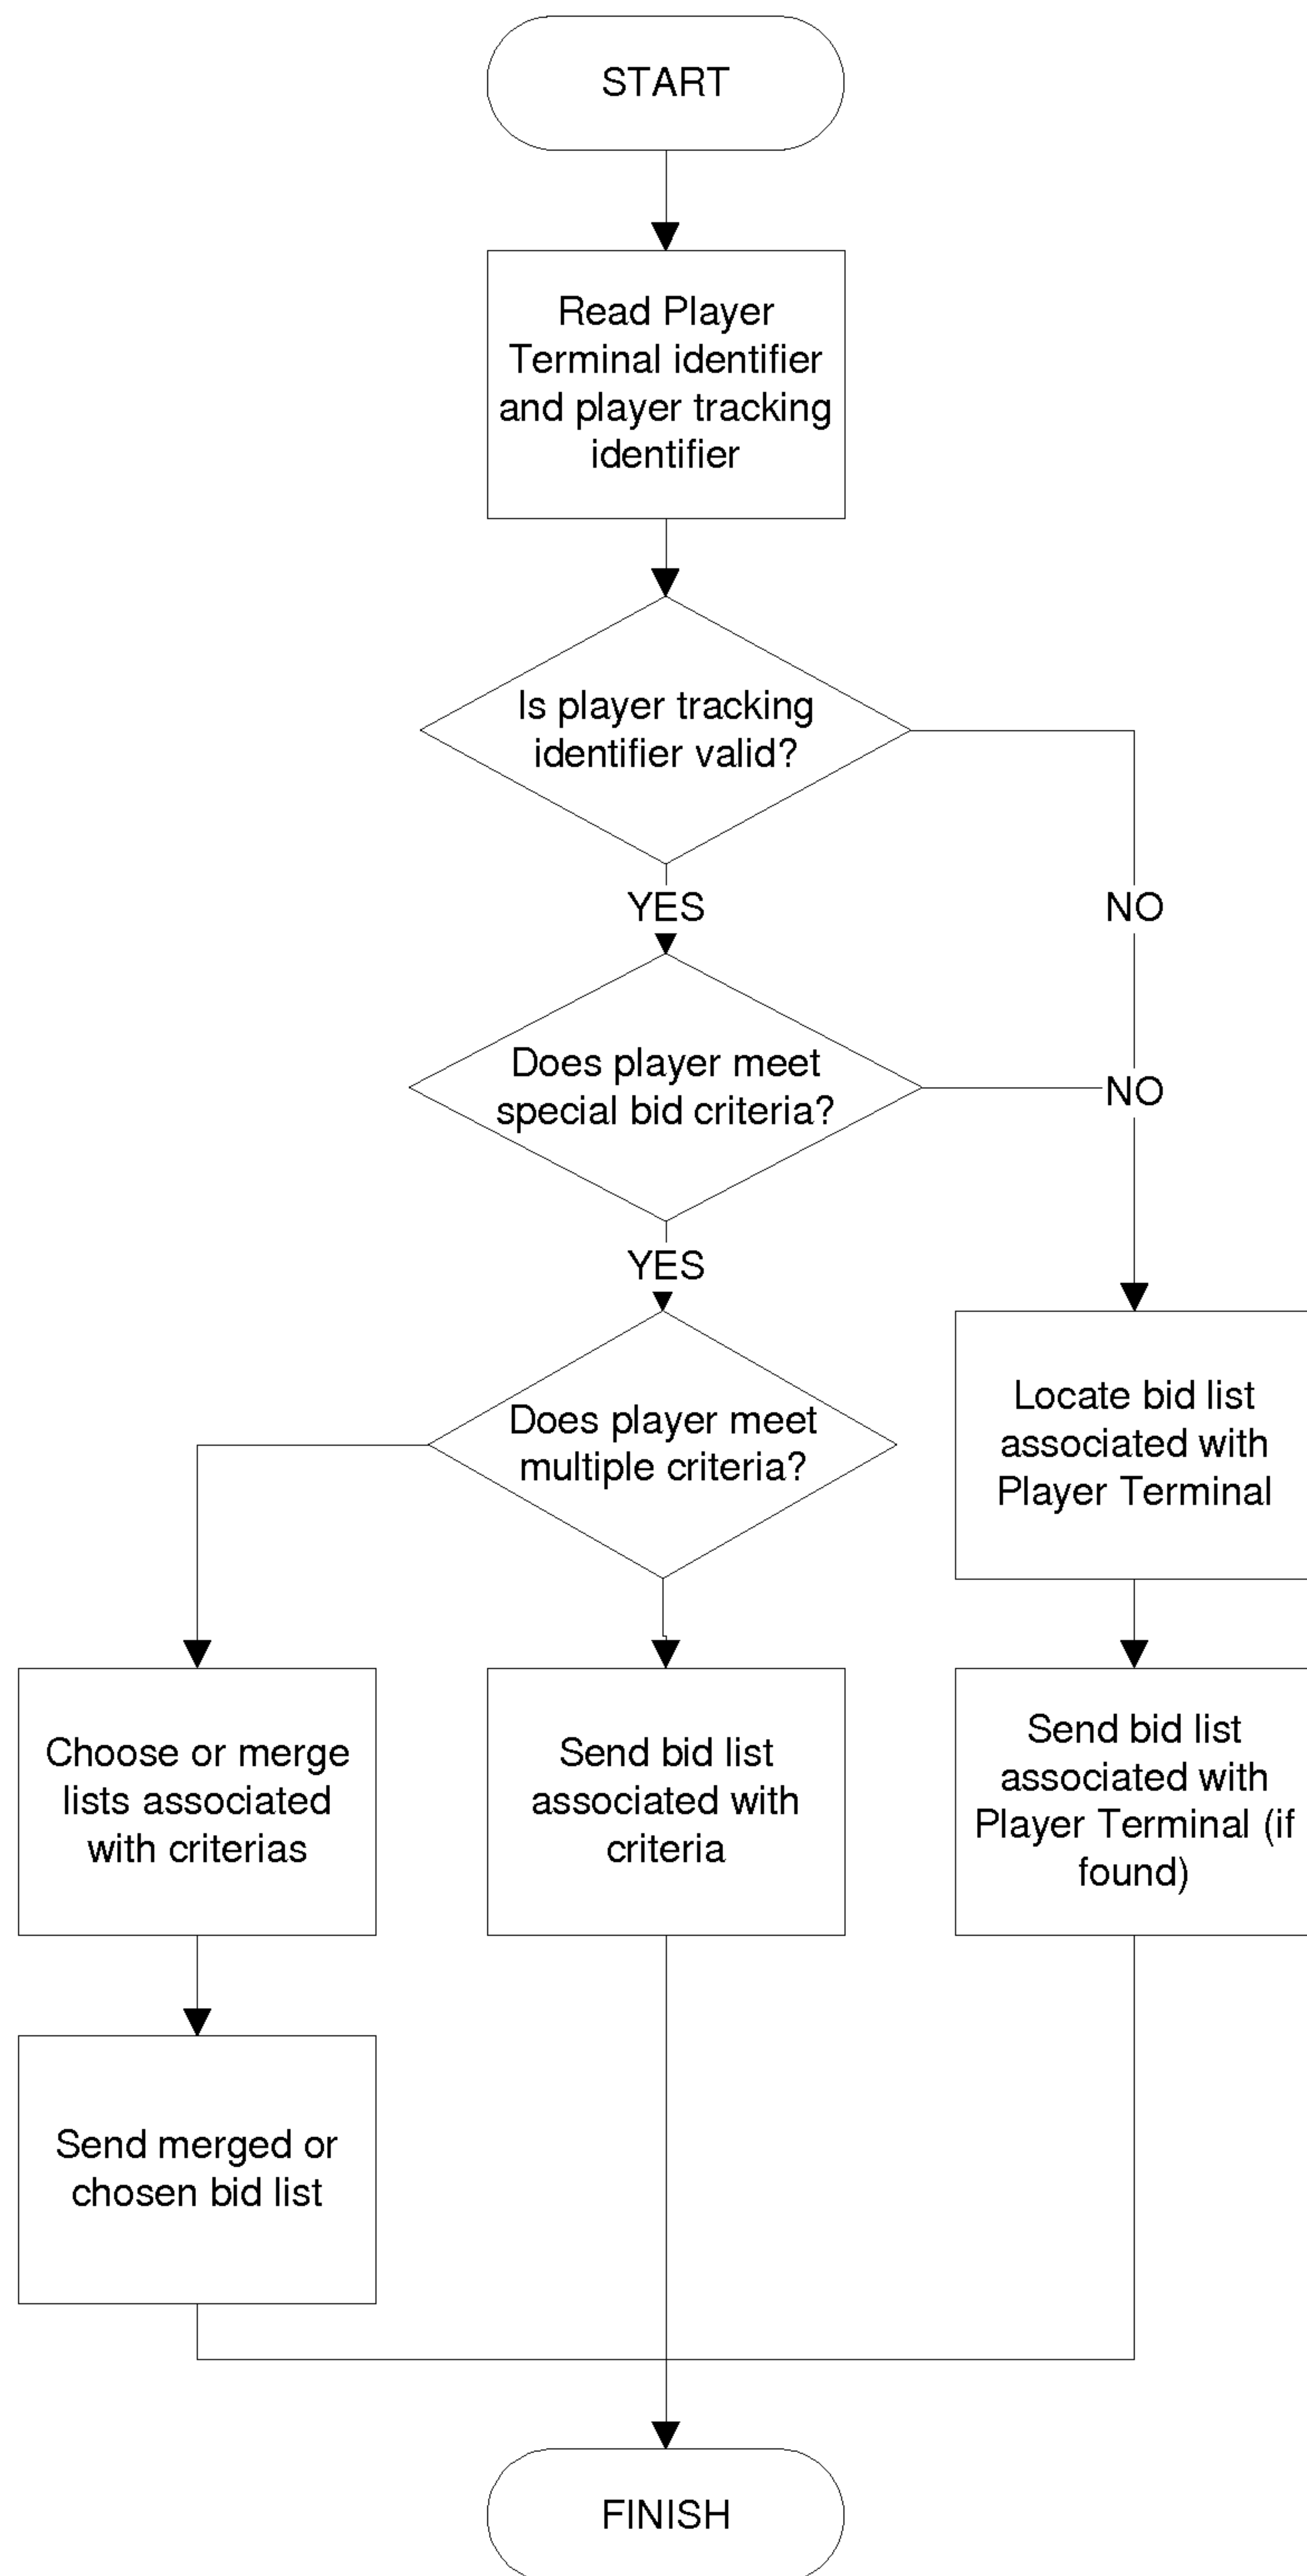 START
Read Player
Terminal identifier
and player tracking
identifier
Is player tracking
identifier valid?
YES
NO
Does player meet
special bid criteria?
NO
YES
Does player meet
multiple criteria?
Locate bid list
associated with
Player Terminal
Choose or merge
lists associated
with criterias
Send bid list
associated with
criteria
Send bid list
associated with
Player Terminal (if
found)
Send merged or
chosen bid list
FINISH